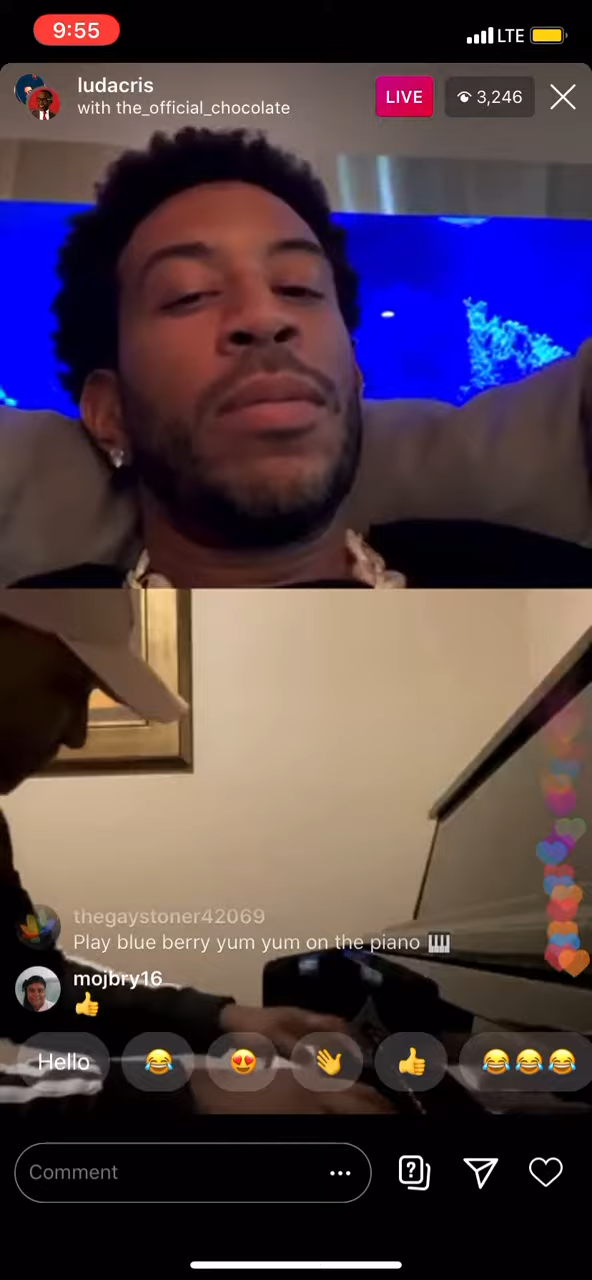 9:55
LTE
ludacris
with the_official_chocolate
LIVE
3,246
thegaystoner42069
Play blue berry yum yum on the piano 🎹
mojbry16
👍
Hello 😂 😍 👋 👍 😂😂😂
Comment